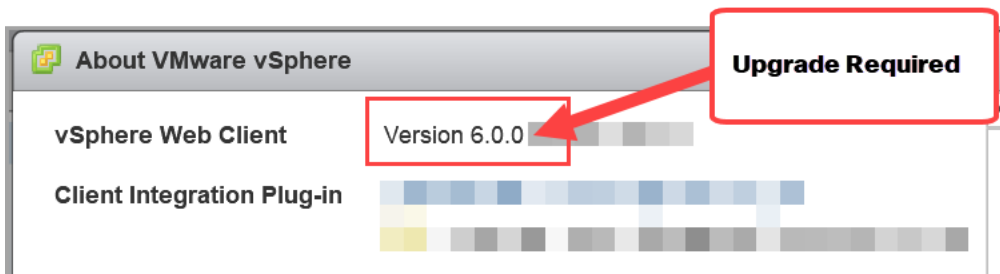 About VMware vSphere
Upgrade Required
vSphere Web Client
Version 6.0.0
Client Integration Plug-in